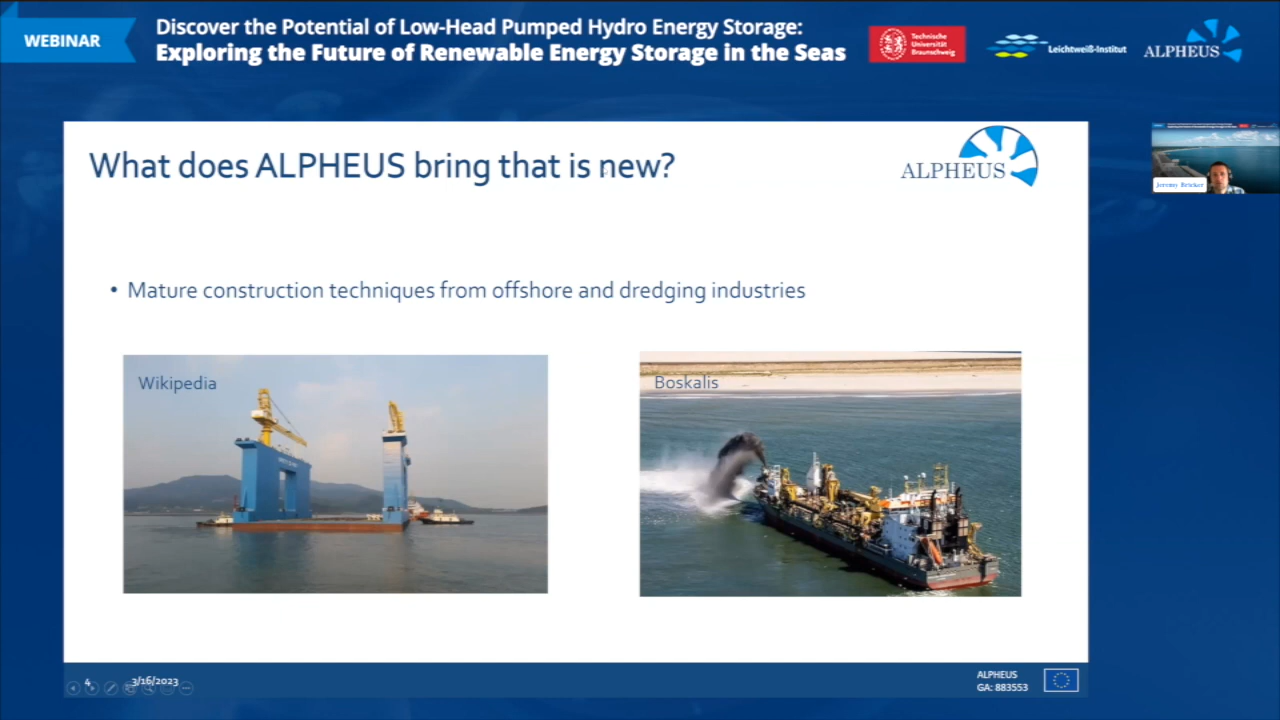 WEBINAR
Discover the Potential of Low-Head Pumped Hydro Energy Storage:
Exploring the Future of Renewable Energy Storage in the Seas
Technische
Universität
Braunschweig
Leichtweiß-Institut
ALPHEUS
What does ALPHEUS bring that is new?
ALPHEUS
Jeremy Bricker
• Mature construction techniques from offshore and dredging industries
Wikipedia
Boskalis
4
3/16/2023
ALPHEUS
GA: 883553